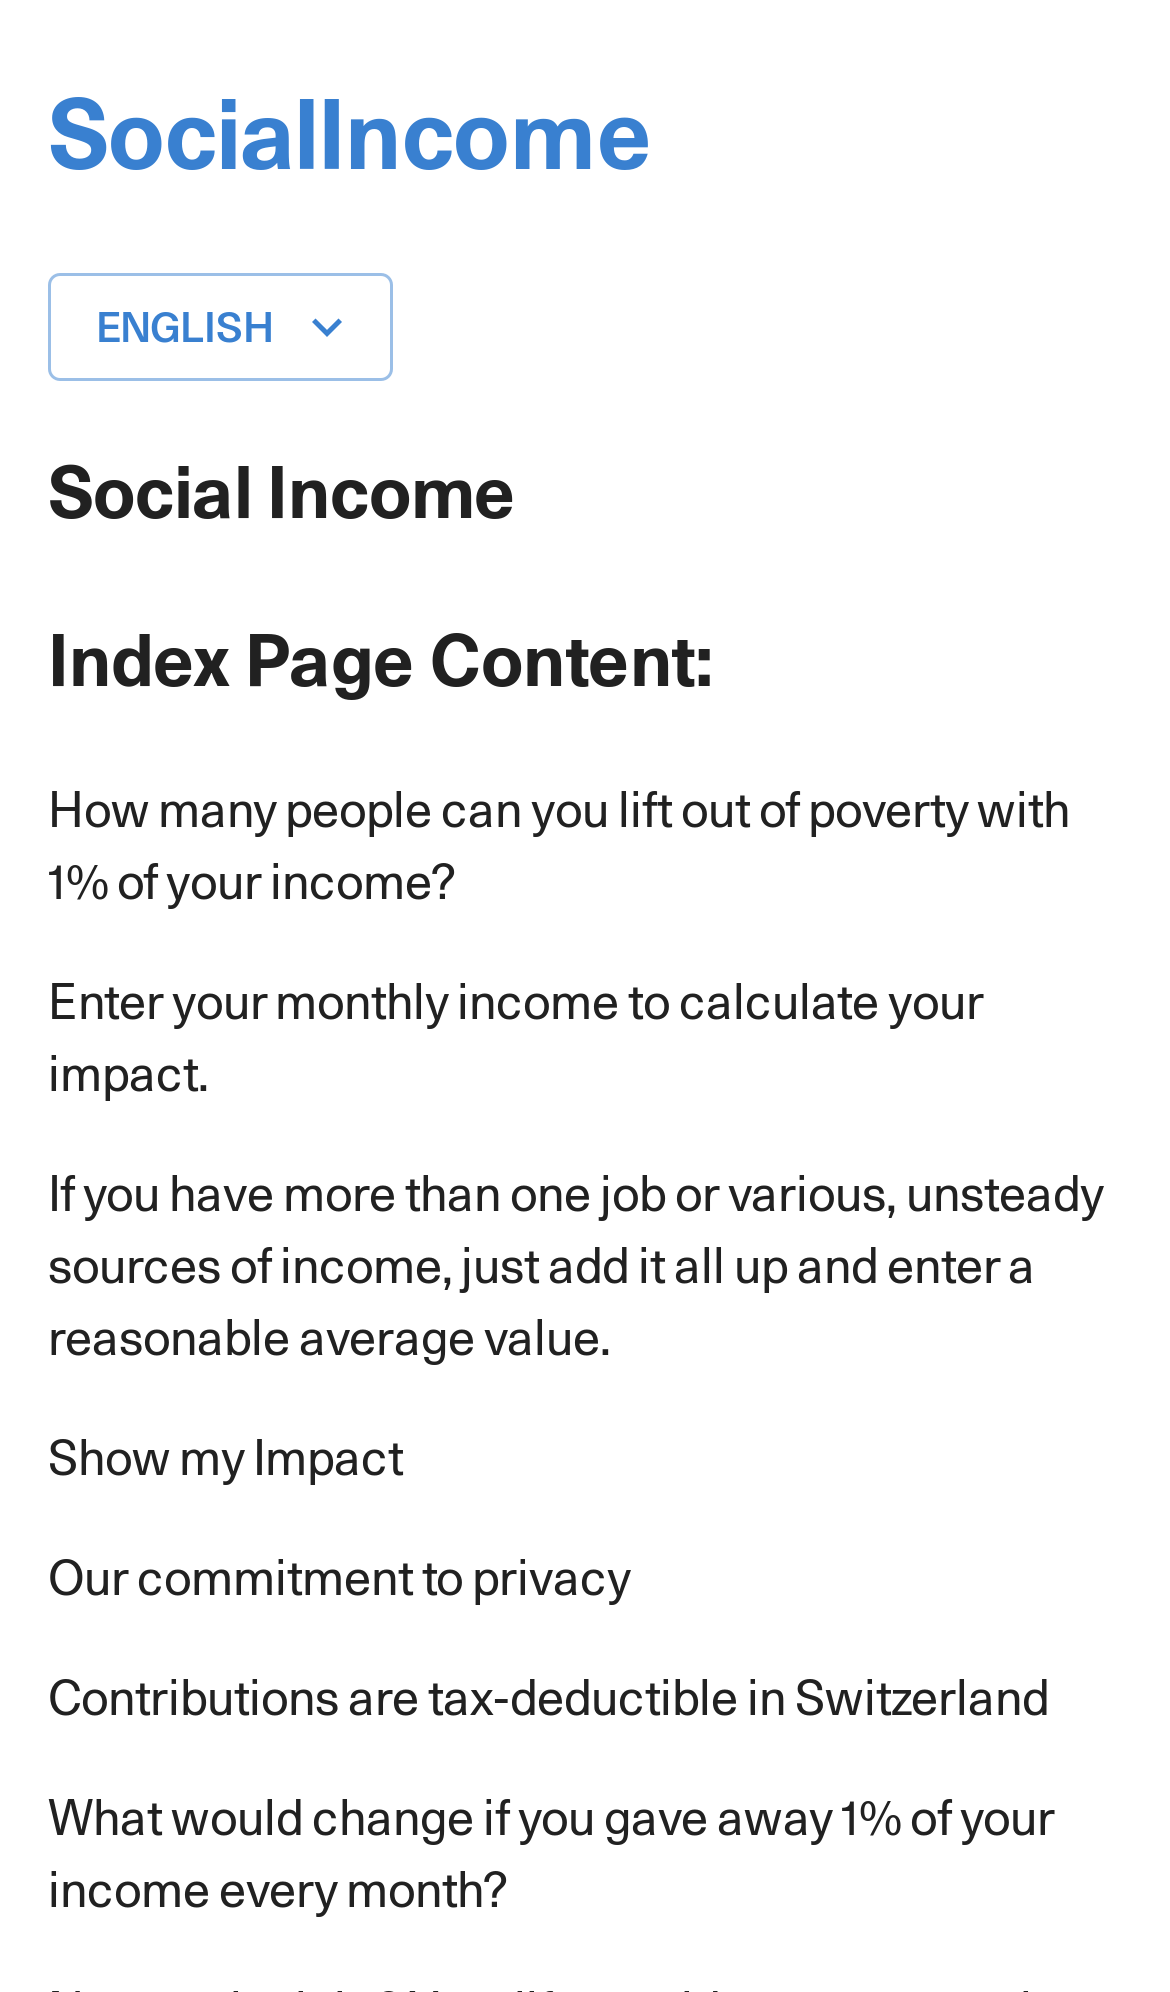 SocialIncome
ENGLISH
Social Income
Index Page Content:
How many people can you lift out of poverty with
1% of your income?
Enter your monthly income to calculate your
impact.
If you have more than one job or various, unsteady
sources of income, just add it all up and enter a
reasonable average value.
Show my Impact
Our commitment to privacy
Contributions are tax-deductible in Switzerland
What would change if you gave away 1% of your
income every month?